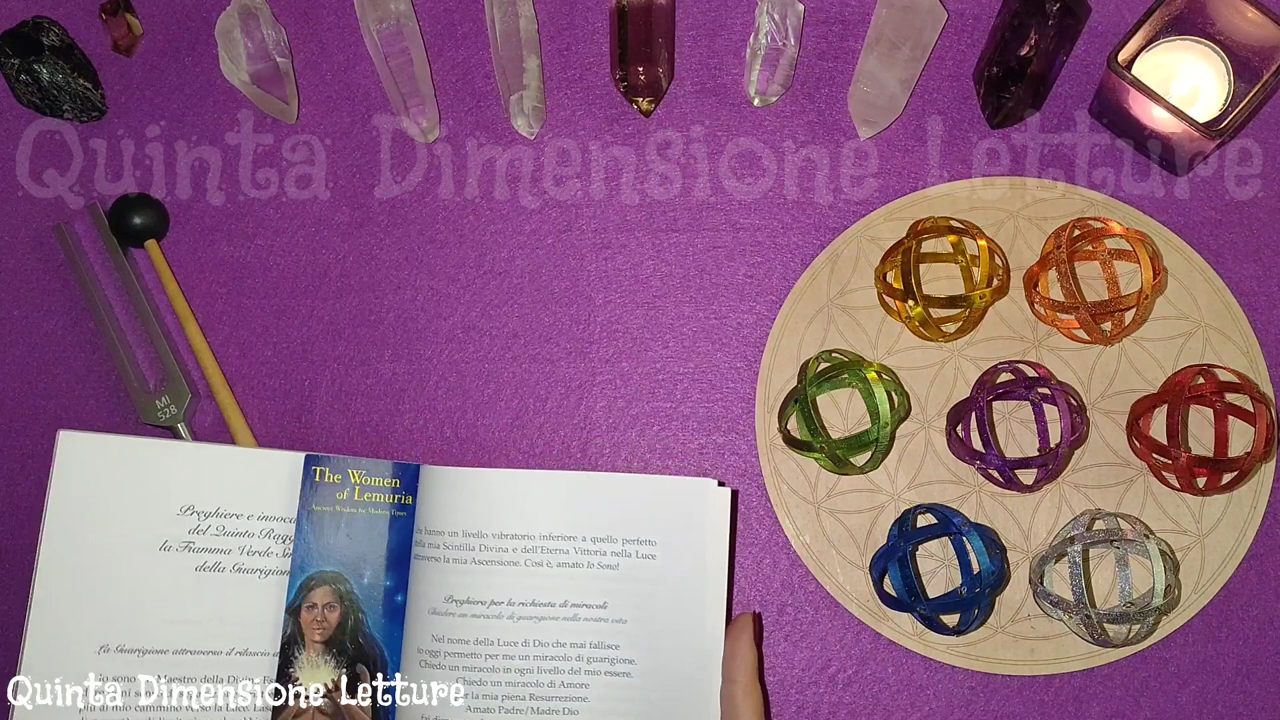 Quinta Dimensione Letture
MI
528
The Women
of Lemuria
Ancient Wisdom for Modern Times
Preghiere e invoca
del Quinto Ragg
la Fiamma Verde Sm
della Guarigion
La Guarigione attraverso il rilascio d
Io sono
Maestro della Di
più al mio cammino verso la Luce.
hanno un livello vibratorio inferiore a quello perfetto
della mia Scintilla Divina e dell'Eterna Vittoria nella Luce
attraverso la mia Ascensione. Così è, amato Io Sono!
Preghiera per la richiesta di miracoli
Chiedere un miracolo di guarigione nella nostra vita
Nel nome della Luce di Dio che mai fallisce
io oggi permetto per me un miracolo di guarigione.
Chiedo un miracolo in ogni livello del mio essere.
Chiedo un miracolo di Amore
per la mia piena Resurrezione.
Amato Padre/Madre Dio
Quinta Dimensione Letture